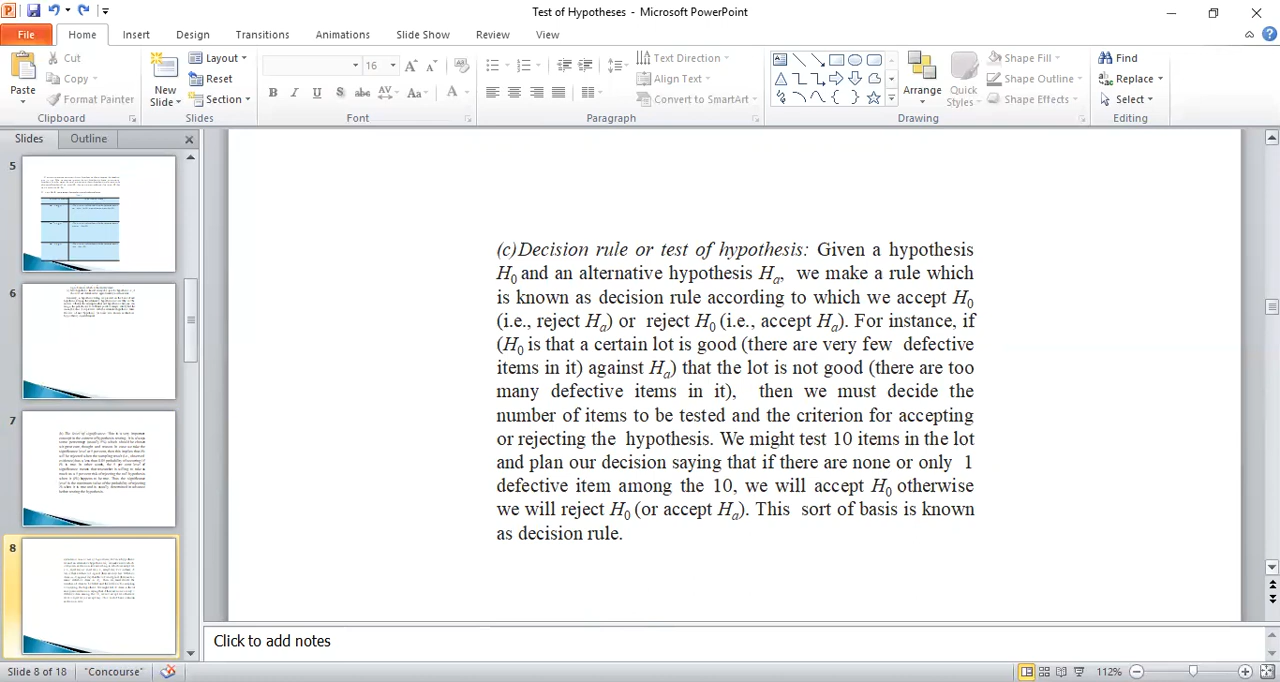 Test of Hypotheses - Microsoft PowerPoint
File Home Insert Design Transitions Animations Slide Show Review View
Paste
Cut
Copy
Format Painter
Clipboard
New Slide
Layout
Reset
Section
Slides
16
B I U S abc AV Aa A
Font
Text Direction
Align Text
Convert to SmartArt
Paragraph
Arrange
Quick Styles
Shape Fill
Shape Outline
Shape Effects
Drawing
Find
Replace
Select
Editing
Slides Outline
5
6
7
8
(c)Decision rule or test of hypothesis: Given a hypothesis
H0 and an alternative hypothesis Ha, we make a rule which
is known as decision rule according to which we accept H0
(i.e., reject Ha) or reject H0 (i.e., accept Ha). For instance, if
(H0 is that a certain lot is good (there are very few defective
items in it) against Ha) that the lot is not good (there are too
many defective items in it), then we must decide the
number of items to be tested and the criterion for accepting
or rejecting the hypothesis. We might test 10 items in the lot
and plan our decision saying that if there are none or only 1
defective item among the 10, we will accept H0 otherwise
we will reject H0 (or accept Ha). This sort of basis is known
as decision rule.
Click to add notes
Slide 8 of 18 "Concourse" 112%